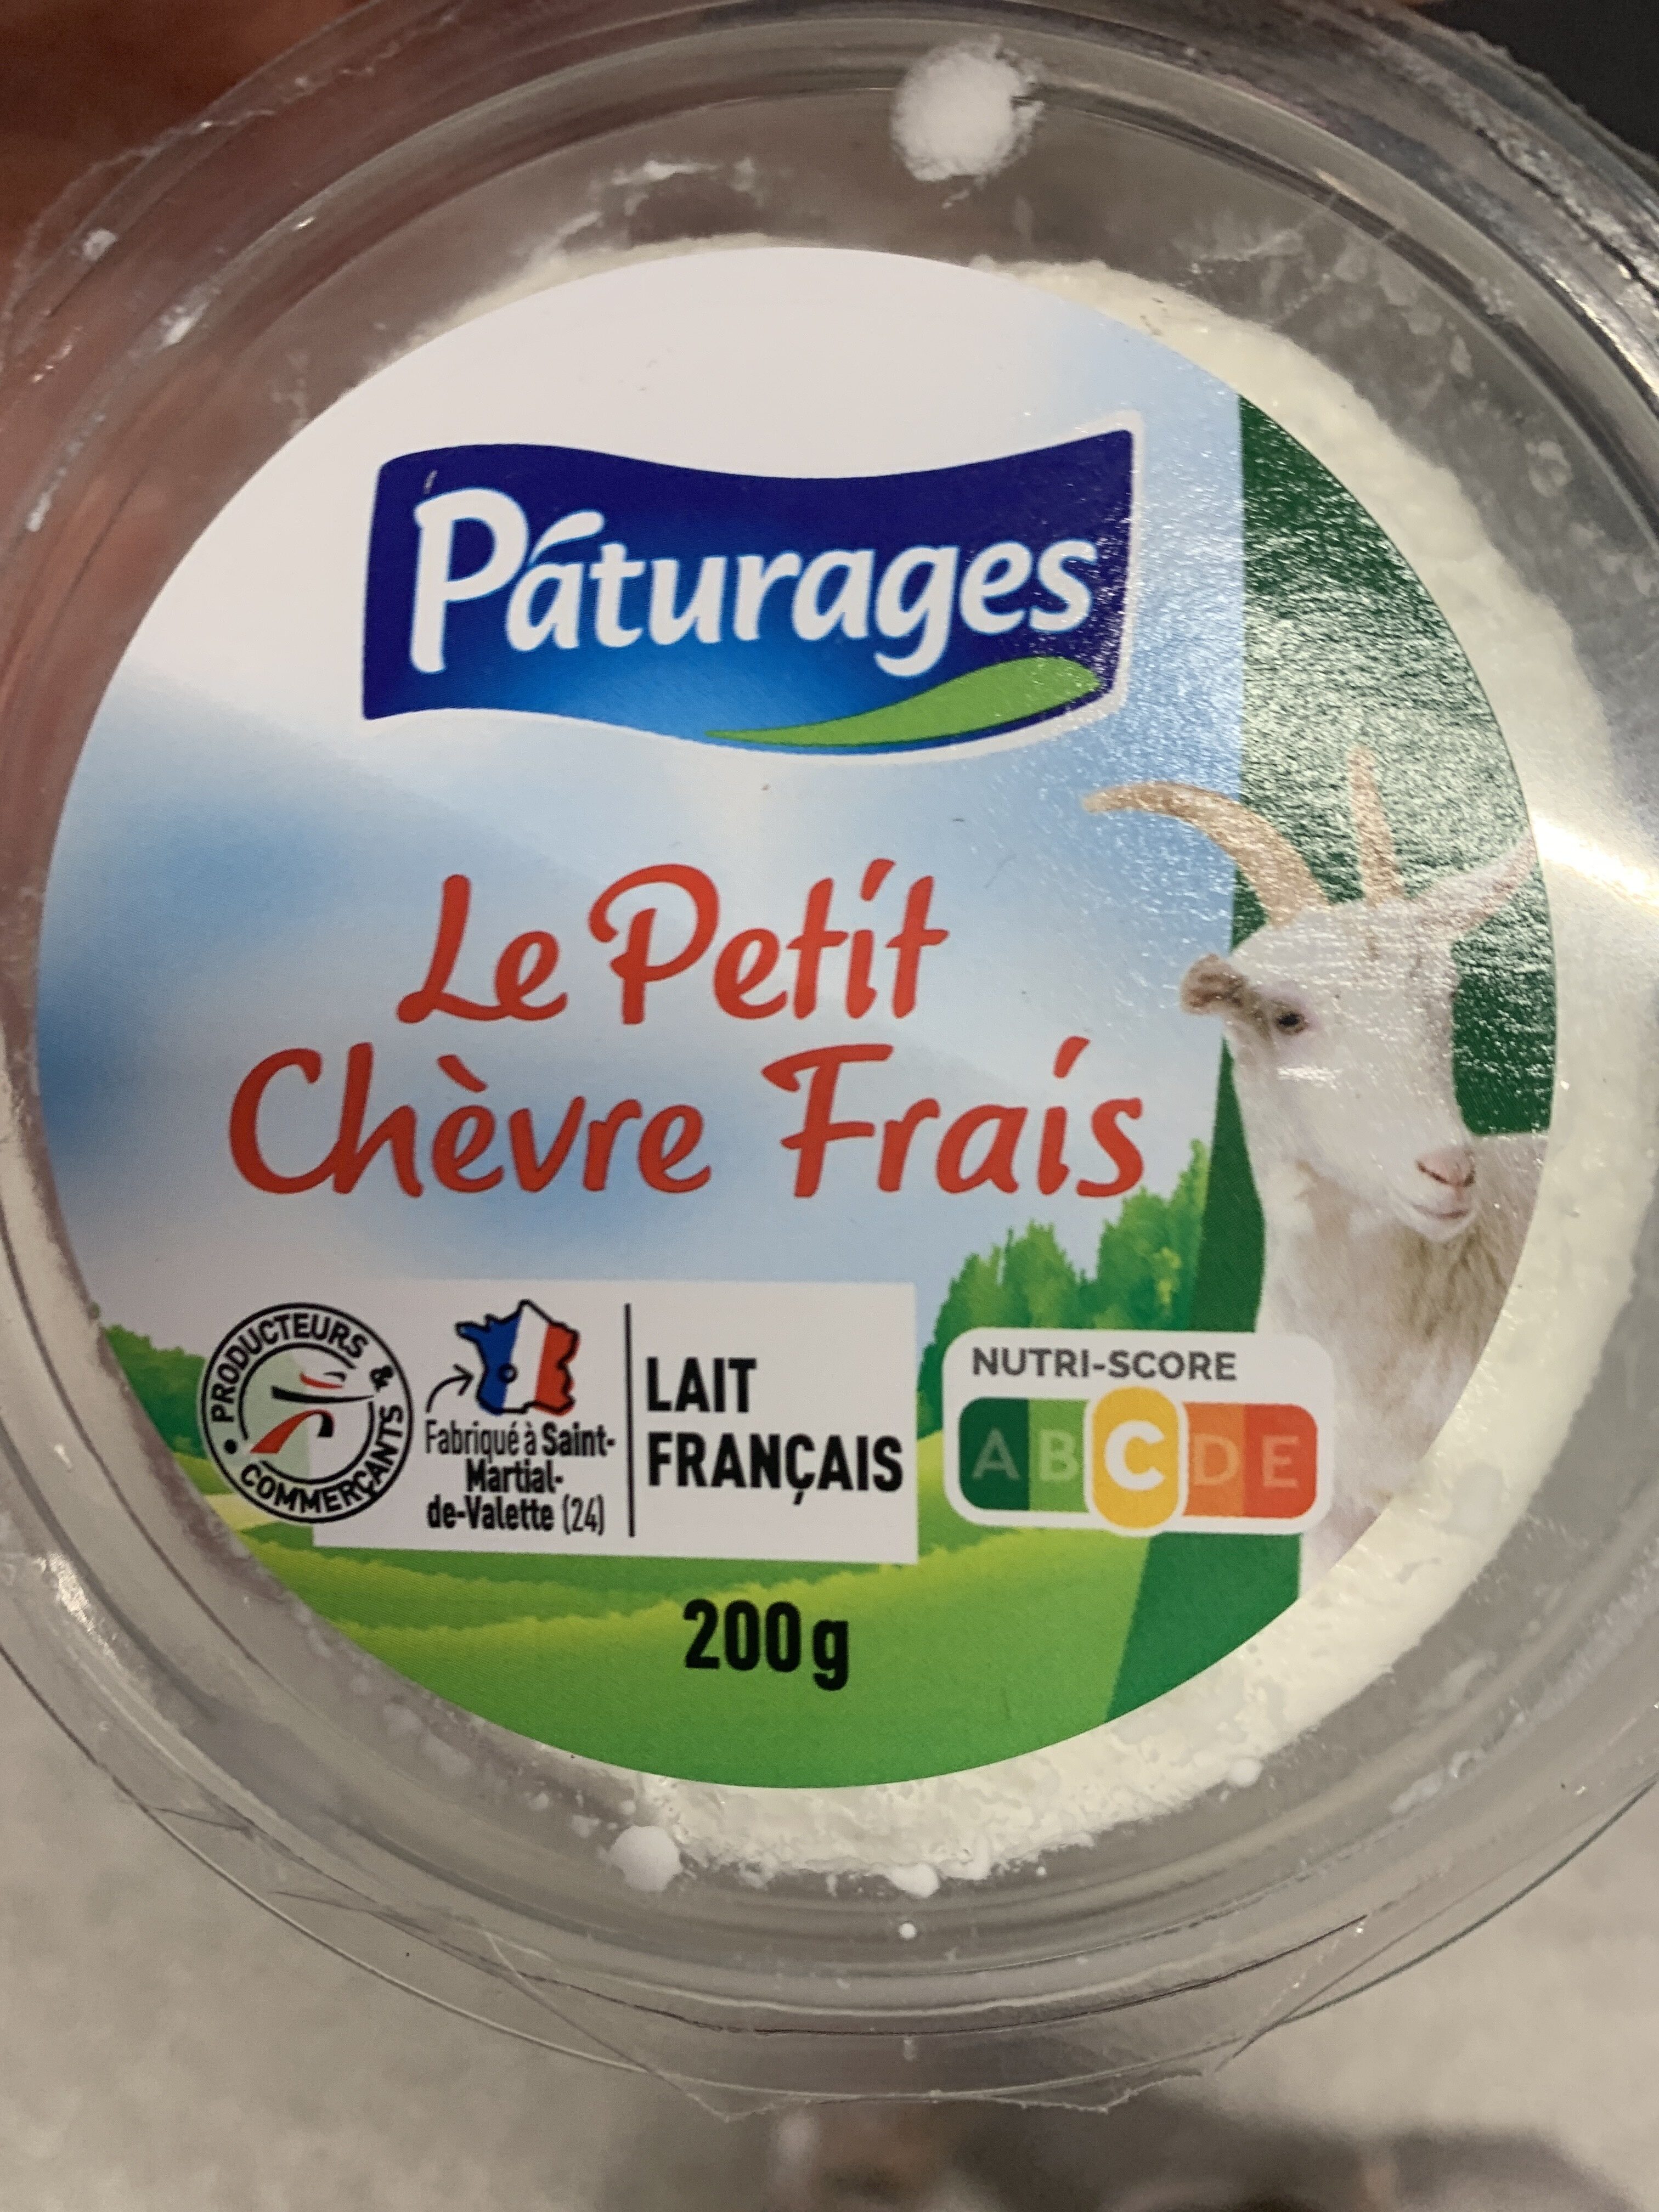 Pâturages
Le Petit
Chèvre Frais
PRODUCTEURS &
COMMERÇANTS
Fabriqué à Saint-
Martial-
de-Valette (24)
LAIT
FRANÇAIS
NUTRI-SCORE
A B C D E
200g